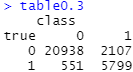 > table0.3
class
true 0 1
0 20938 2107
1 551 5799